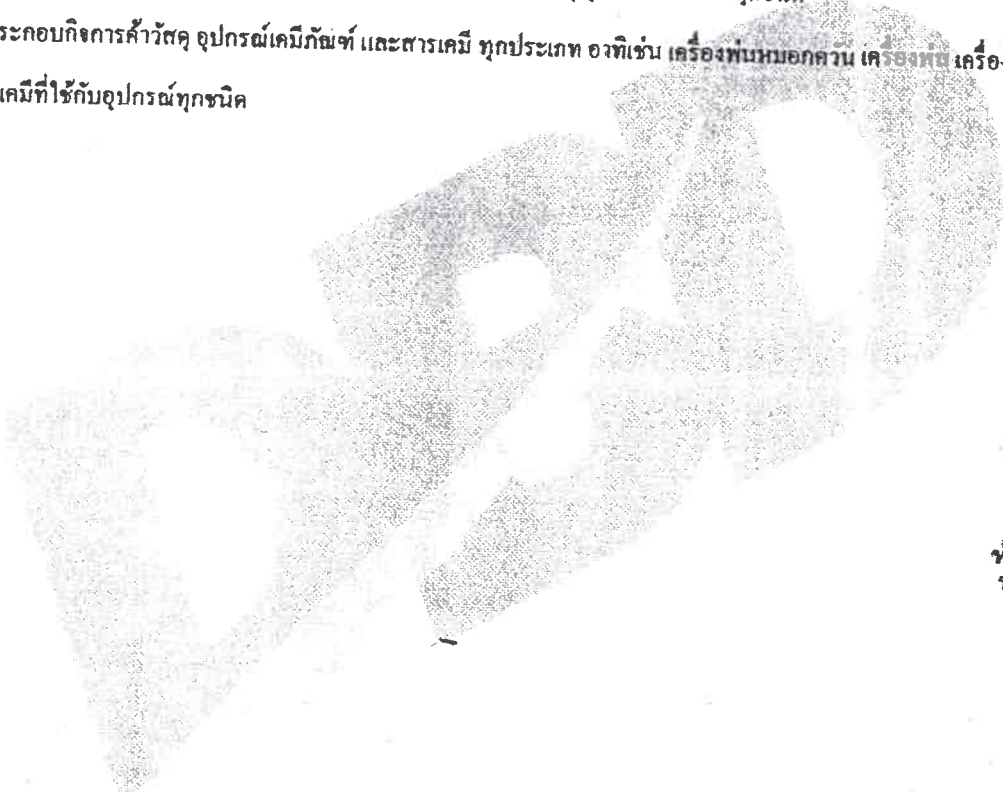 ระกอบกิจการค้าวัสดุ อุปกรณ์เคมีภัณฑ์ และสารเคมี ทุกประเภท อาทิเช่น เครื่องพ่นหมอกควัน เครื่องพ่น เครื่อง
เคมีที่ใช้กับอุปกรณ์ทุกชนิด
DBD